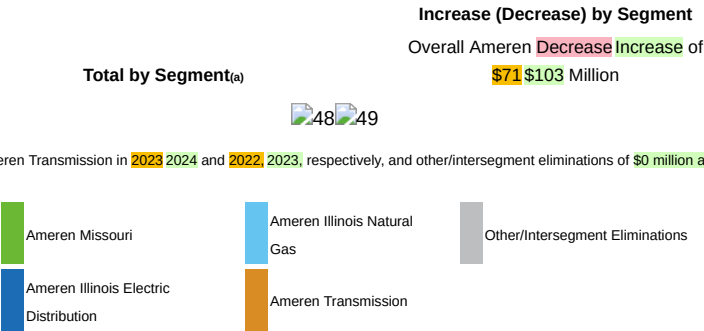 Increase (Decrease) by Segment
Overall Ameren Decrease Increase of
Total by Segment(a)
$71 $103 Million
48 49
eren Transmission in 2023 2024 and 2022, 2023, respectively, and other/intersegment eliminations of $0 million a
Ameren Missouri
Ameren Illinois Natural
Gas
Other/Intersegment Eliminations
Ameren Illinois Electric
Distribution
Ameren Transmission